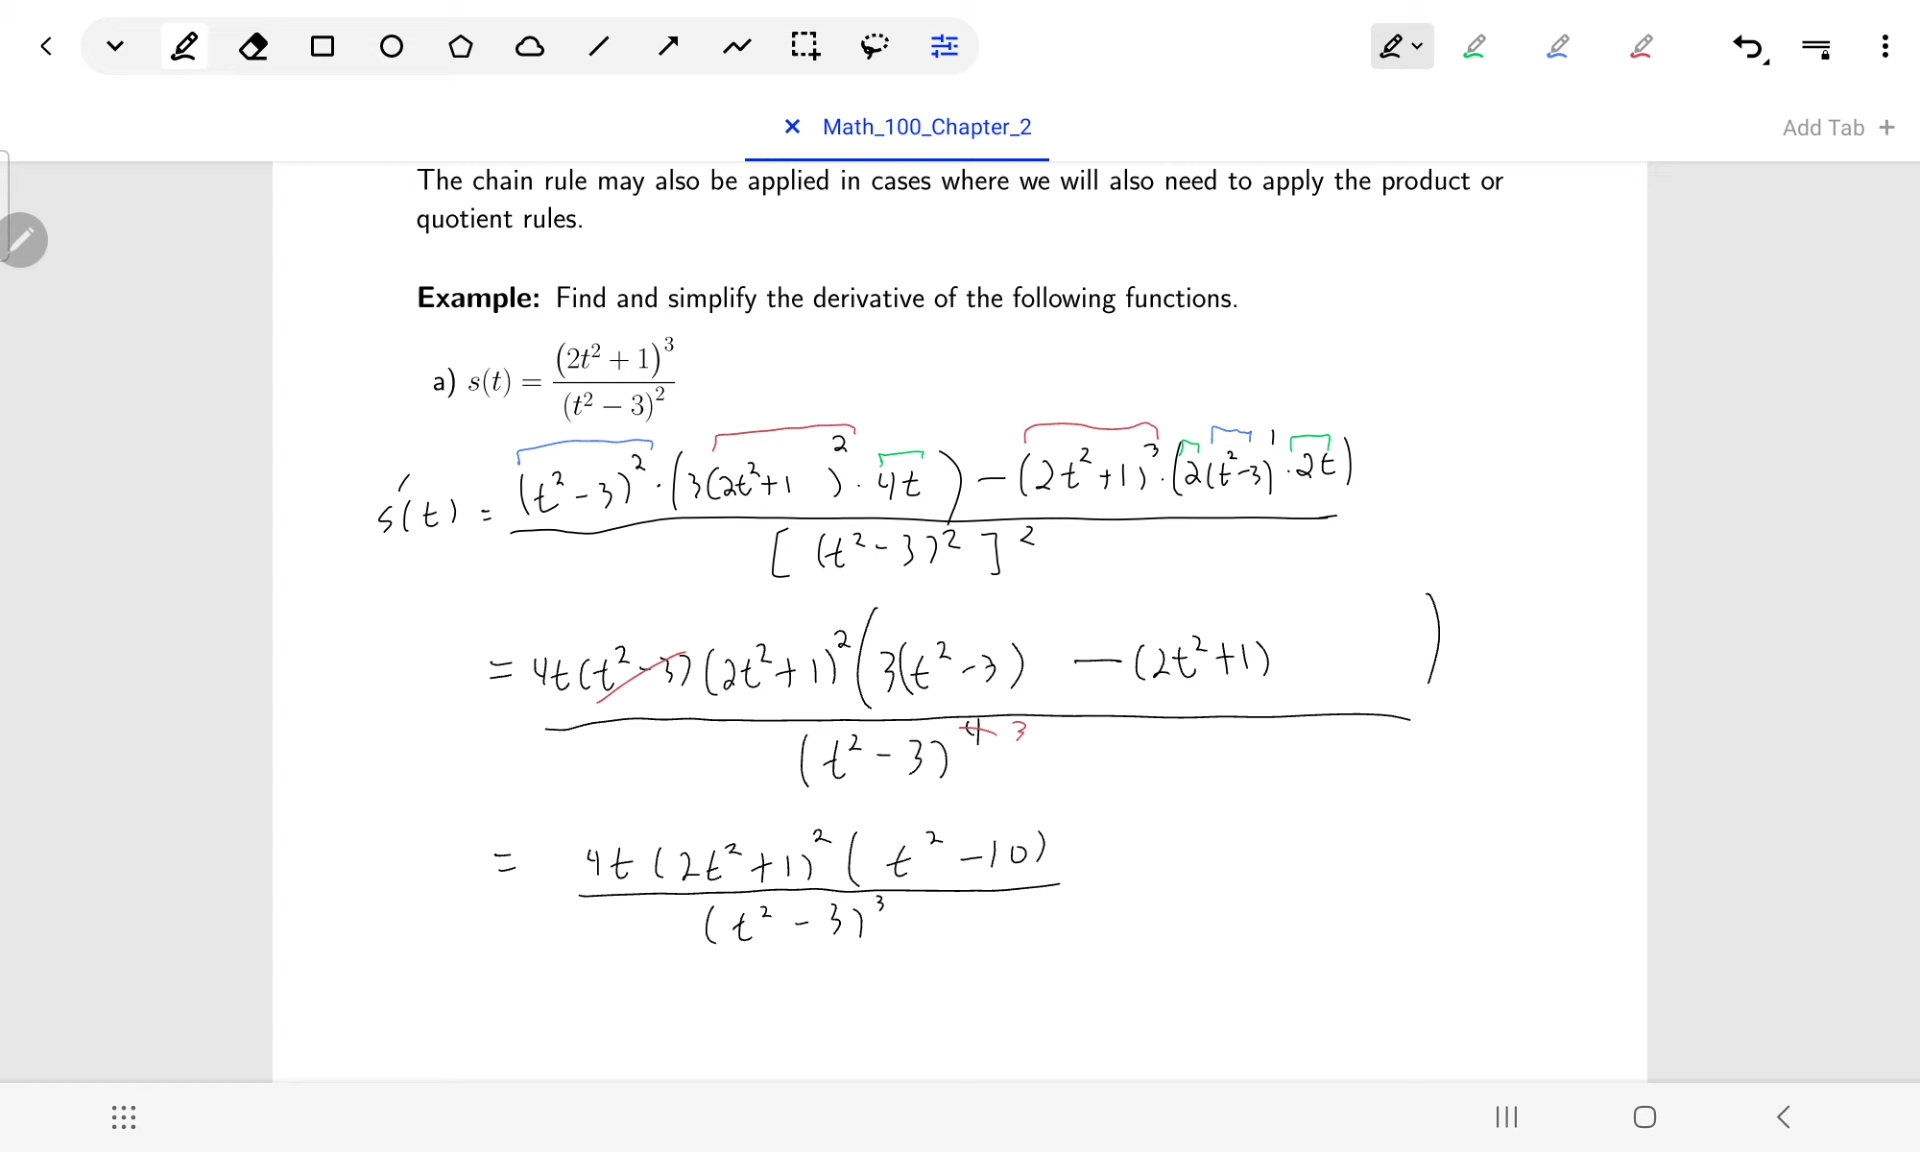 Math_100_Chapter_2
Add Tab +
The chain rule may also be applied in cases where we will also need to apply the product or
quotient rules.
Example: Find and simplify the derivative of the following functions.
a) s(t) = (2t² + 1)³ / (t² − 3)²
s'(t) = (t² − 3)² · (3(2t² + 1)² · 4t) − (2t² + 1)³ · (2(t² − 3)¹ · 2t) / [(t² − 3)²]²
= 4t(t² − 3)(2t² + 1)² (3(t² − 3) − (2t² + 1)) / (t² − 3)⁴ 3
= 4t(2t² + 1)² (t² − 10) / (t² − 3)³